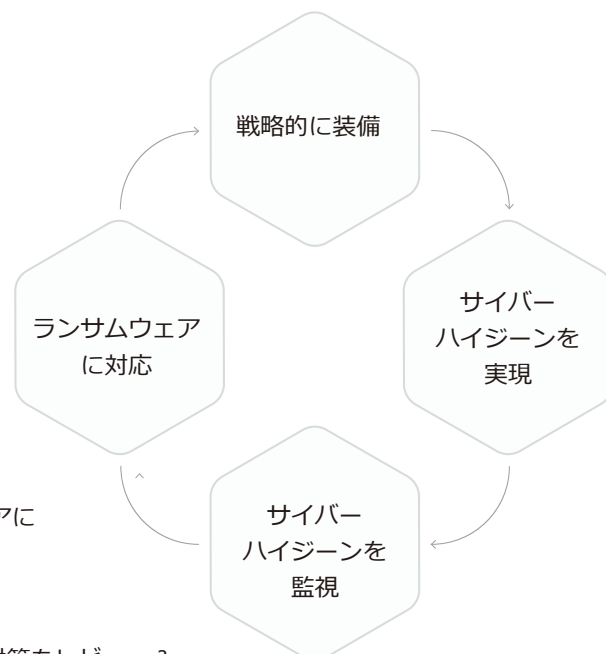 戦略的に装備
サイバー
ハイジーンを
実現
ランサムウェア
に対応
サイバー
ハイジーンを
監視
アに